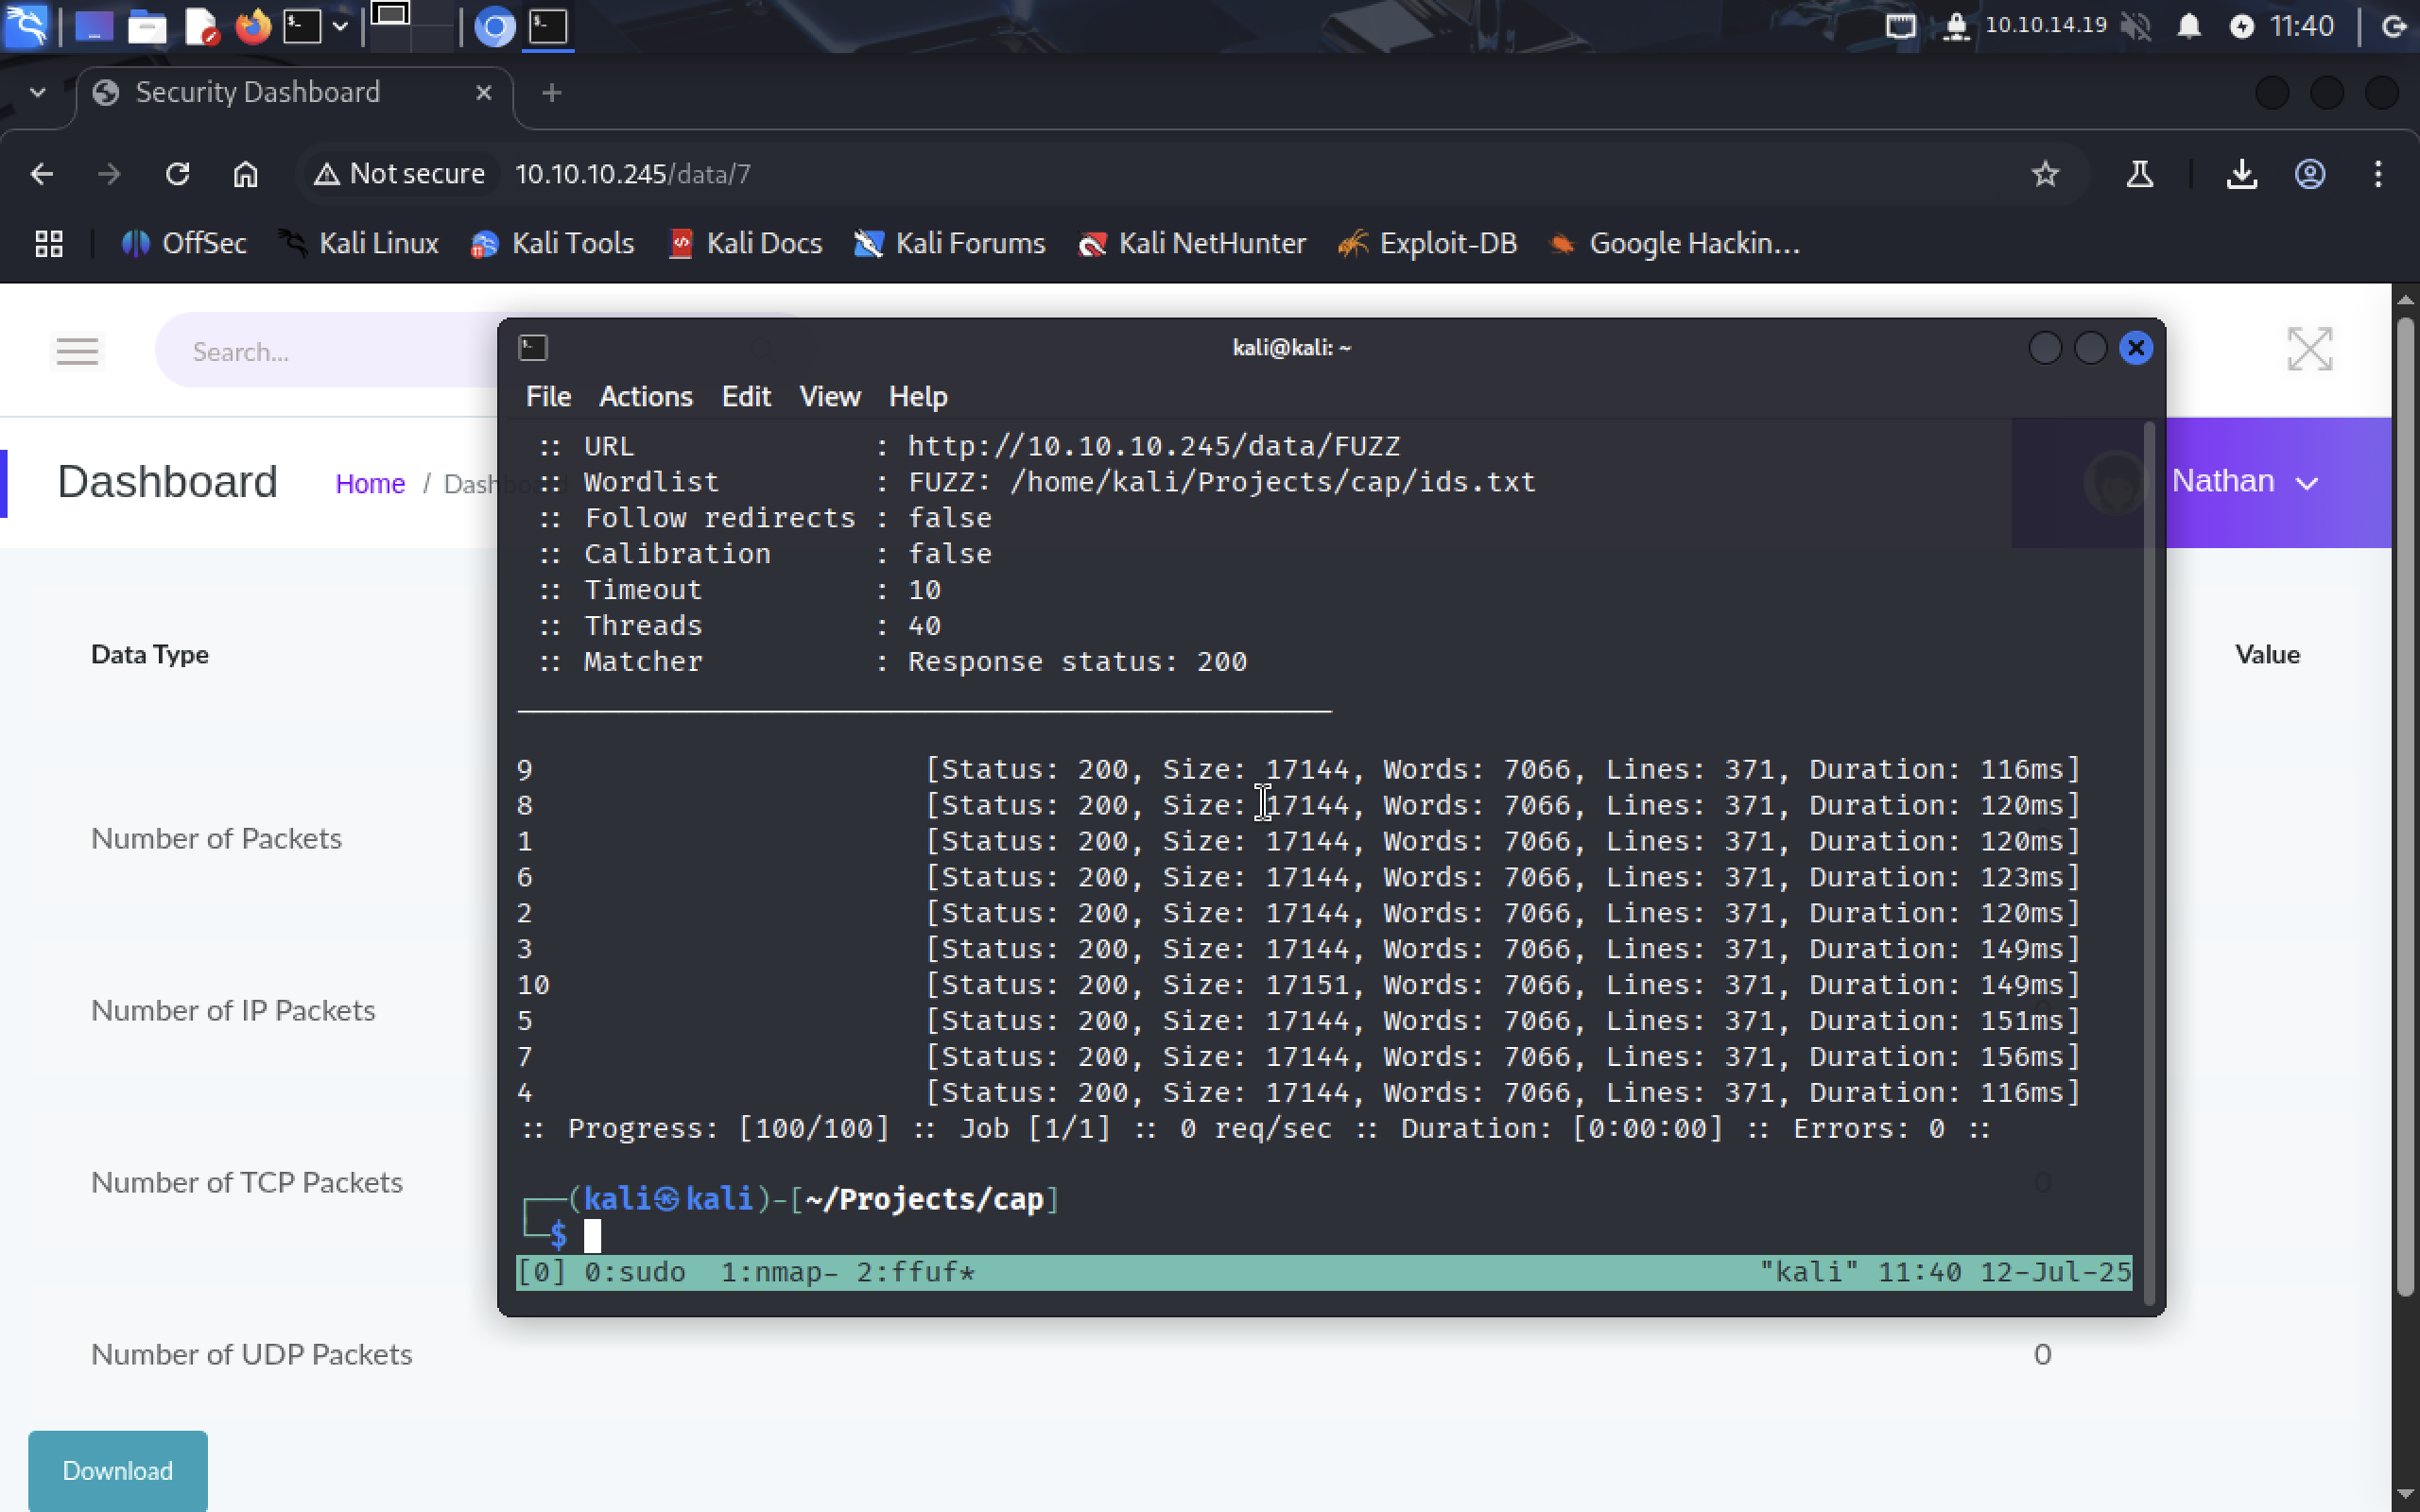 10.10.14.19 11:40
Security Dashboard
Not secure 10.10.10.245/data/7
OffSec Kali Linux Kali Tools Kali Docs Kali Forums Kali NetHunter Exploit-DB Google Hackin...
Search...
kali@kali: ~
File Actions Edit View Help
Dashboard Home / Dashboard
Nathan
:: URL : http://10.10.10.245/data/FUZZ
:: Wordlist : FUZZ: /home/kali/Projects/cap/ids.txt
:: Follow redirects : false
:: Calibration : false
:: Timeout : 10
:: Threads : 40
:: Matcher : Response status: 200
Data Type Value
________________________________________________
9 [Status: 200, Size: 17144, Words: 7066, Lines: 371, Duration: 116ms]
8 [Status: 200, Size: 17144, Words: 7066, Lines: 371, Duration: 120ms]
1 [Status: 200, Size: 17144, Words: 7066, Lines: 371, Duration: 120ms]
6 [Status: 200, Size: 17144, Words: 7066, Lines: 371, Duration: 123ms]
2 [Status: 200, Size: 17144, Words: 7066, Lines: 371, Duration: 120ms]
3 [Status: 200, Size: 17144, Words: 7066, Lines: 371, Duration: 149ms]
10 [Status: 200, Size: 17151, Words: 7066, Lines: 371, Duration: 149ms]
5 [Status: 200, Size: 17144, Words: 7066, Lines: 371, Duration: 151ms]
7 [Status: 200, Size: 17144, Words: 7066, Lines: 371, Duration: 156ms]
4 [Status: 200, Size: 17144, Words: 7066, Lines: 371, Duration: 116ms]
:: Progress: [100/100] :: Job [1/1] :: 0 req/sec :: Duration: [0:00:00] :: Errors: 0 ::
┌──(kali㉿kali)-[~/Projects/cap]
└─$
[0] 0:sudo 1:nmap- 2:ffuf* "kali" 11:40 12-Jul-25
Number of Packets
Number of IP Packets 0
Number of TCP Packets 0
Number of UDP Packets 0
Download